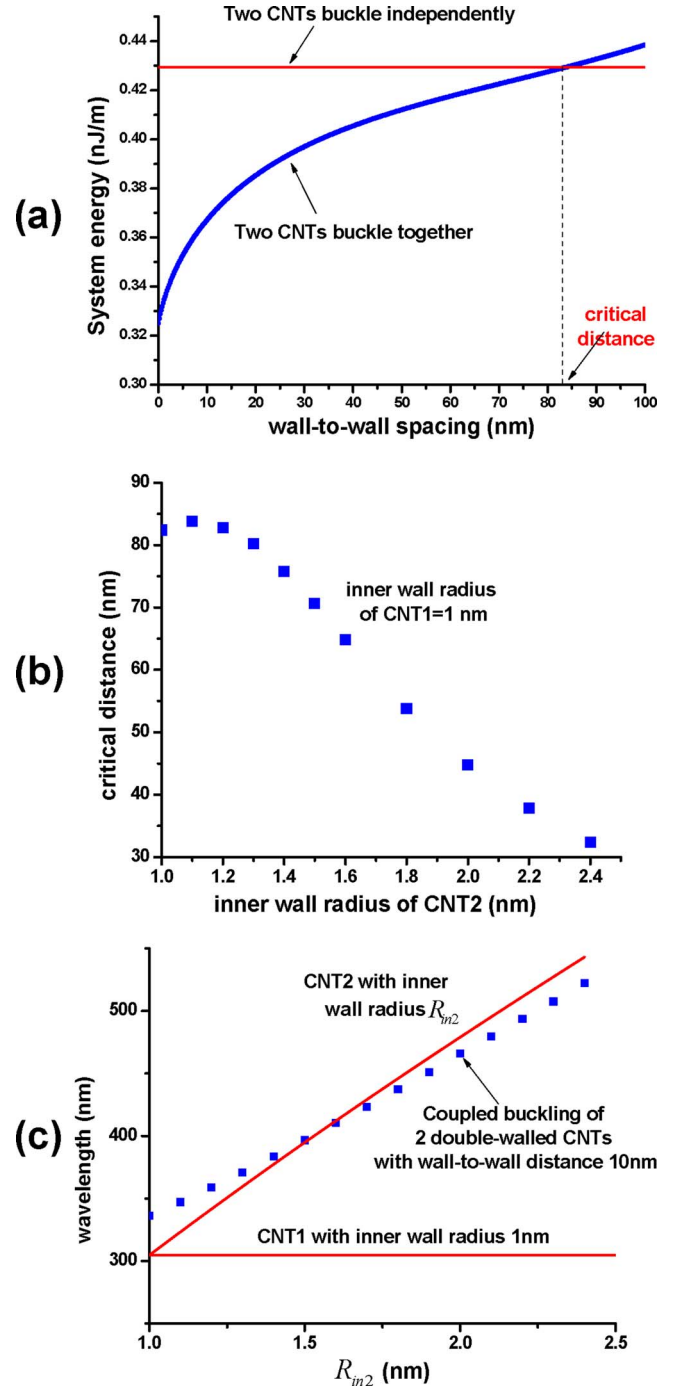 Two CNTs buckle independently
0.44
0.42
0.40
0.38
0.36
0.34
0.32
0.30
System energy (nJ/m)
(a)
Two CNTs buckle together
critical
distance
0 10 20 30 40 50 60 70 80 90 100
wall-to-wall spacing (nm)
90
80
70
60
50
40
30
critical distance (nm)
(b)
inner wall radius
of CNT1=1 nm
1.0 1.2 1.4 1.6 1.8 2.0 2.2 2.4
inner wall radius of CNT2 (nm)
500
400
300
wavelength (nm)
(c)
CNT2 with inner
wall radius R_in2
Coupled buckling of
2 double-walled CNTs
with wall-to-wall distance 10nm
CNT1 with inner wall radius 1nm
1.0 1.5 2.0 2.5
R_in2 (nm)